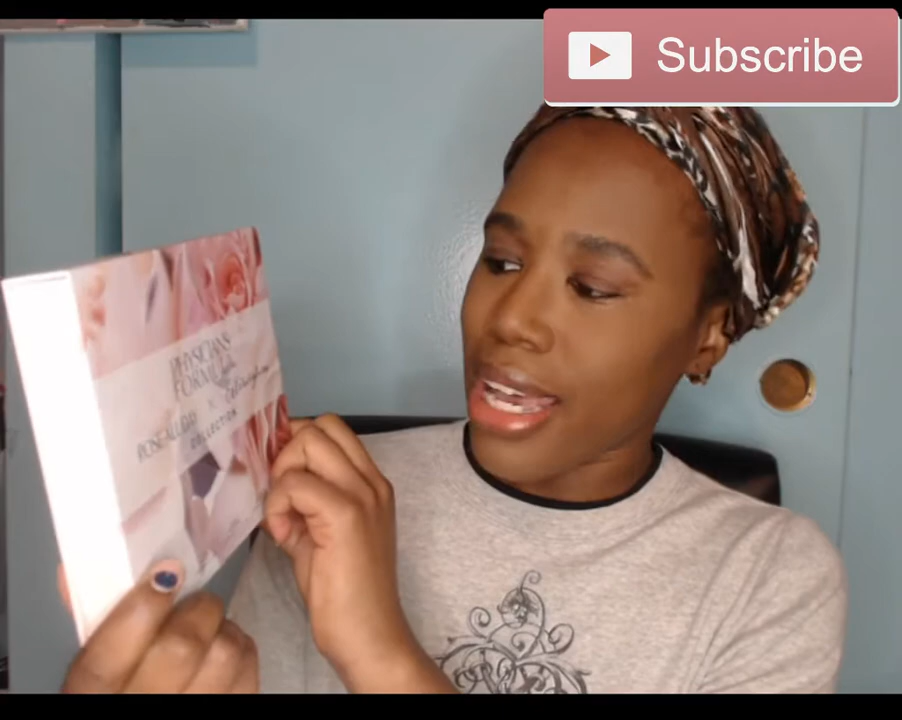 Subscribe
PHYSICIANS
FORMULA
X
ROSÉ ALL DAY
COLLECTION